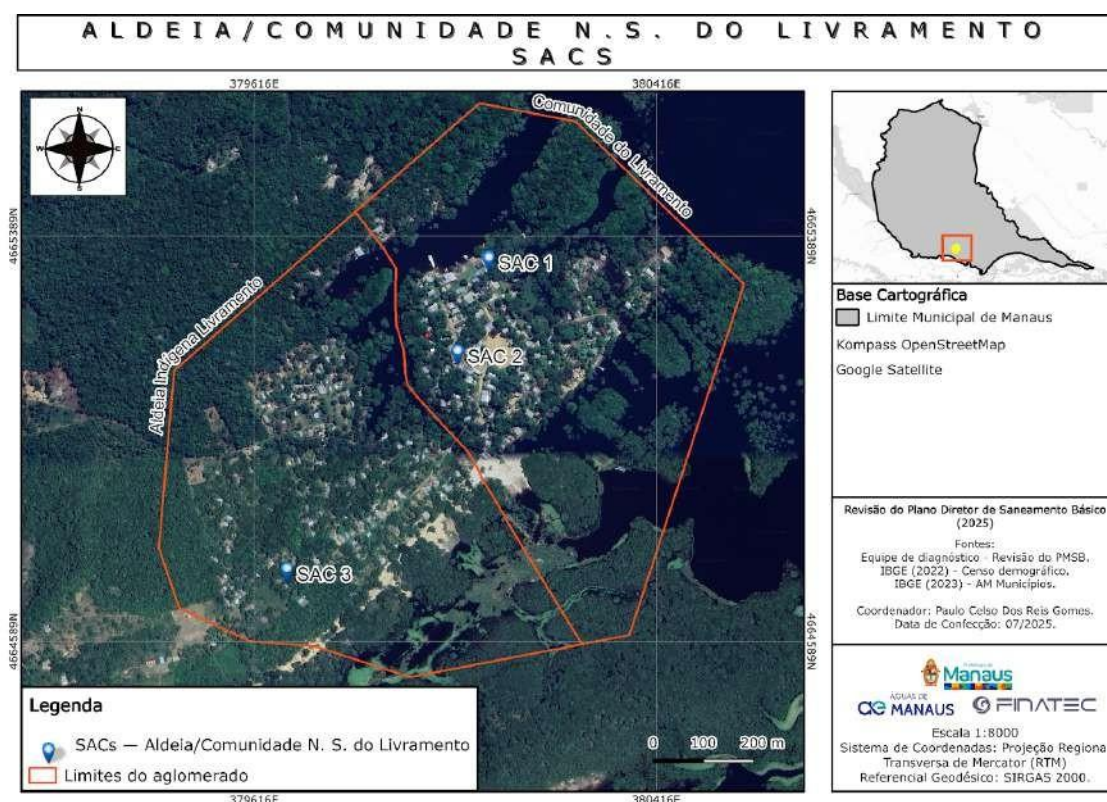 ALDEIA/COMUNIDADE N.S. DO LIVRAMENTO
SACS
379616E
380416E
4665389N
4665389N
4664589N
4664589N
N
W
S
Comunidade do Livramento
Aldeia Indígena Livramento
SAC 1
SAC 2
SAC 3
Legenda
SACs — Aldeia/Comunidade N. S. do Livramento
Limites do aglomerado
0 100 200 m
379616E
380416E
Base Cartográfica
Limite Municipal de Manaus
Kompass OpenStreetMap
Google Satellite
Revisão do Plano Diretor de Saneamento Básico
(2025)
Fontes:
Equipe de diagnóstico - Revisão do PMSB.
IBGE (2022) - Censo demográfico.
IBGE (2023) - AM Municípios.
Coordenador: Paulo Celso Dos Reis Gomes.
Data de Confecção: 07/2025.
Prefeitura de
Manaus
ÁGUAS DE
MANAUS
FINATEC
Escala 1:8000
Sistema de Coordenadas: Projeção Regional
Transversa de Mercator (RTM)
Referencial Geodésico: SIRGAS 2000.